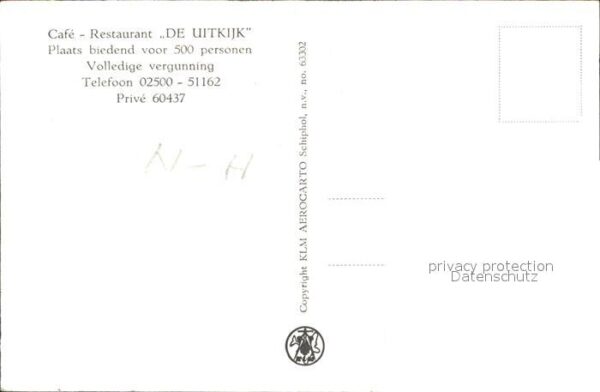 Café - Restaurant „DE UITKIJK”
Plaats biedend voor 500 personen
Volledige vergunning
Telefoon 02500 - 51162
Privé 60437
N-H
Copyright KLM AEROCARTO Schiphol, n.v., no. 63302
privacy protection
Datenschutz